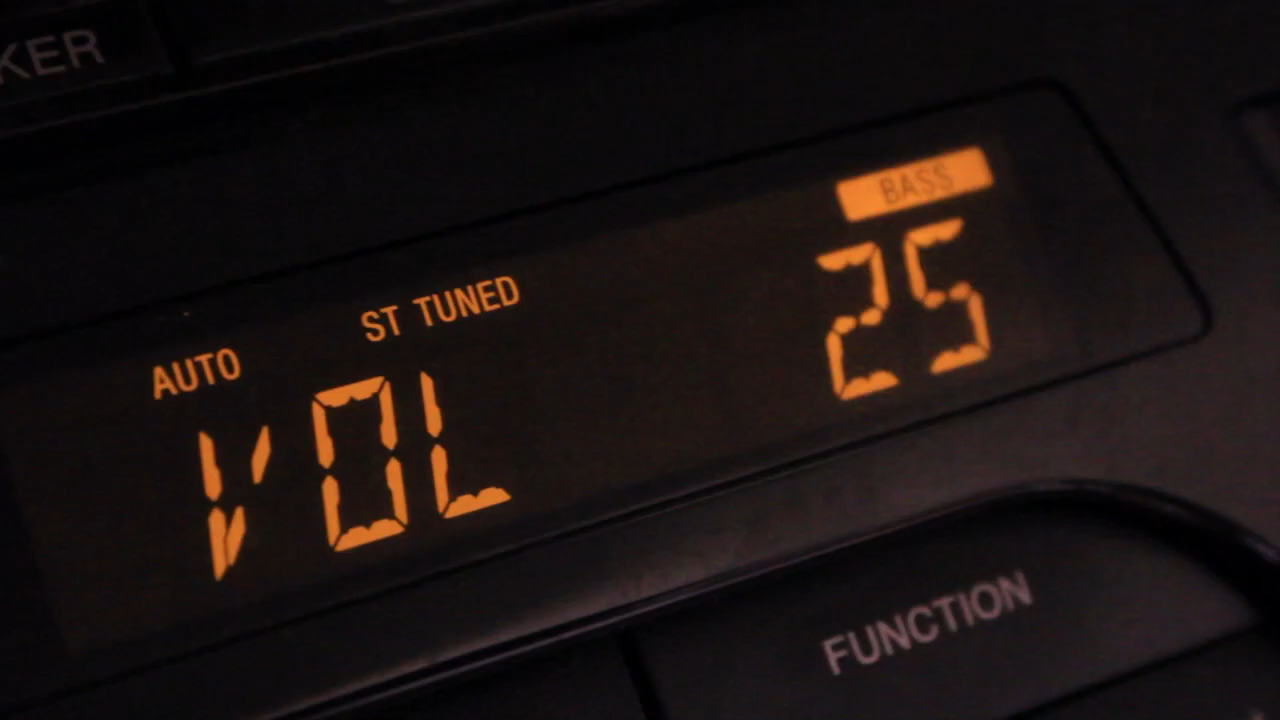 KER
BASS
ST TUNED
AUTO
VOL 25
FUNCTION